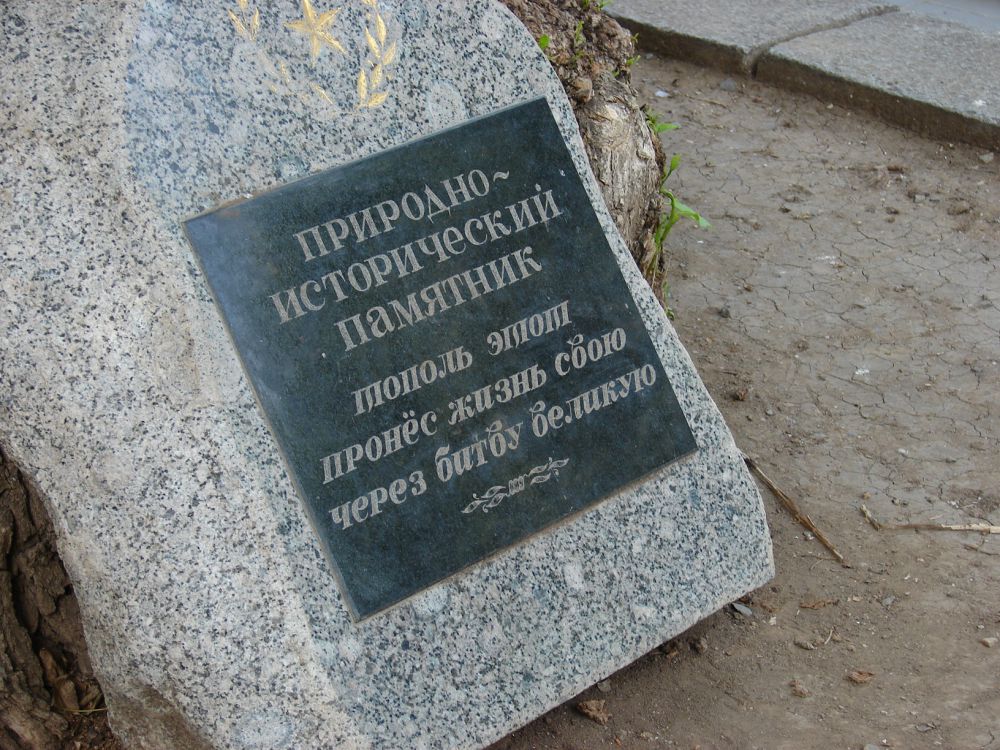 ПРИРОДНО~
ИСТОРИЧЕСКИЙ
ПАМЯТНИК
тополь этот
пронёс жизнь свою
через битву великую